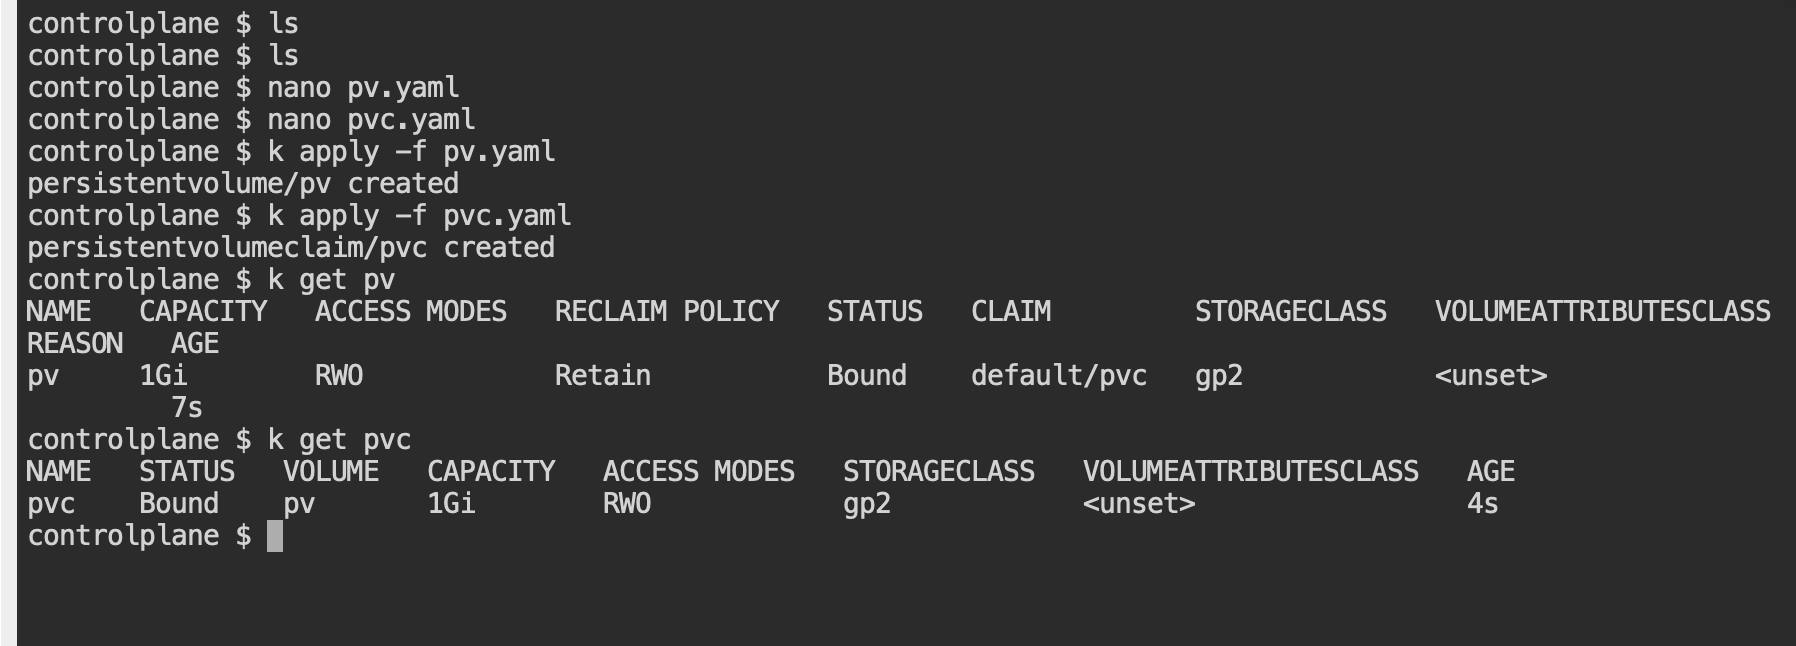 controlplane $ ls
controlplane $ ls
controlplane $ nano pv.yaml
controlplane $ nano pvc.yaml
controlplane $ k apply -f pv.yaml
persistentvolume/pv created
controlplane $ k apply -f pvc.yaml
persistentvolumeclaim/pvc created
controlplane $ k get pv
NAME   CAPACITY   ACCESS MODES   RECLAIM POLICY   STATUS   CLAIM         STORAGECLASS   VOLUMEATTRIBUTESCLASS
REASON   AGE
pv     1Gi        RWO            Retain           Bound    default/pvc   gp2            <unset>
         7s
controlplane $ k get pvc
NAME   STATUS   VOLUME   CAPACITY   ACCESS MODES   STORAGECLASS   VOLUMEATTRIBUTESCLASS   AGE
pvc    Bound    pv       1Gi        RWO            gp2            <unset>                 4s
controlplane $